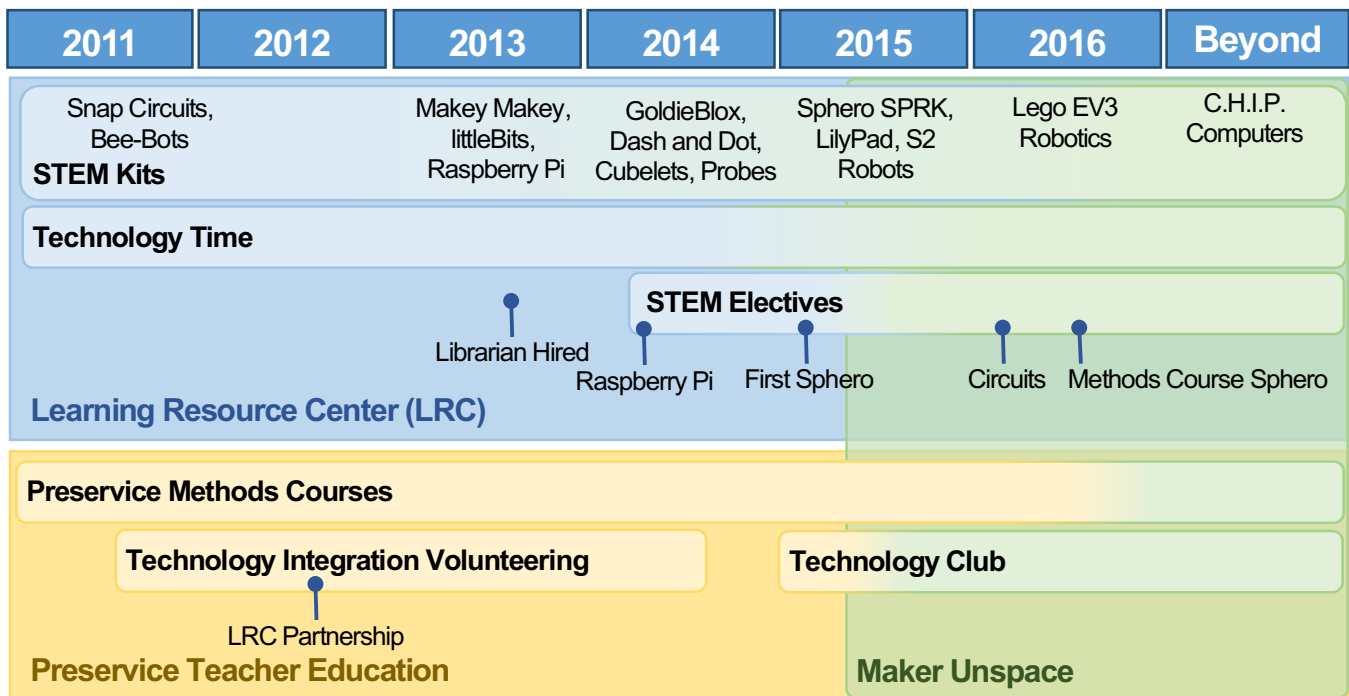 2011
2012
2013
2014
2015
2016
Beyond
Snap Circuits,
Bee-Bots
Makey Makey,
littleBits,
Raspberry Pi
GoldieBlox,
Dash and Dot,
Cubelets, Probes
Sphero SPRK,
LilyPad, S2
Robots
Lego EV3
Robotics
C.H.I.P.
Computers
STEM Kits
Technology Time
STEM Electives
Librarian Hired
Raspberry Pi
First Sphero
Circuits
Methods Course Sphero
Learning Resource Center (LRC)
Preservice Methods Courses
Technology Integration Volunteering
Technology Club
LRC Partnership
Preservice Teacher Education
Maker Unspace